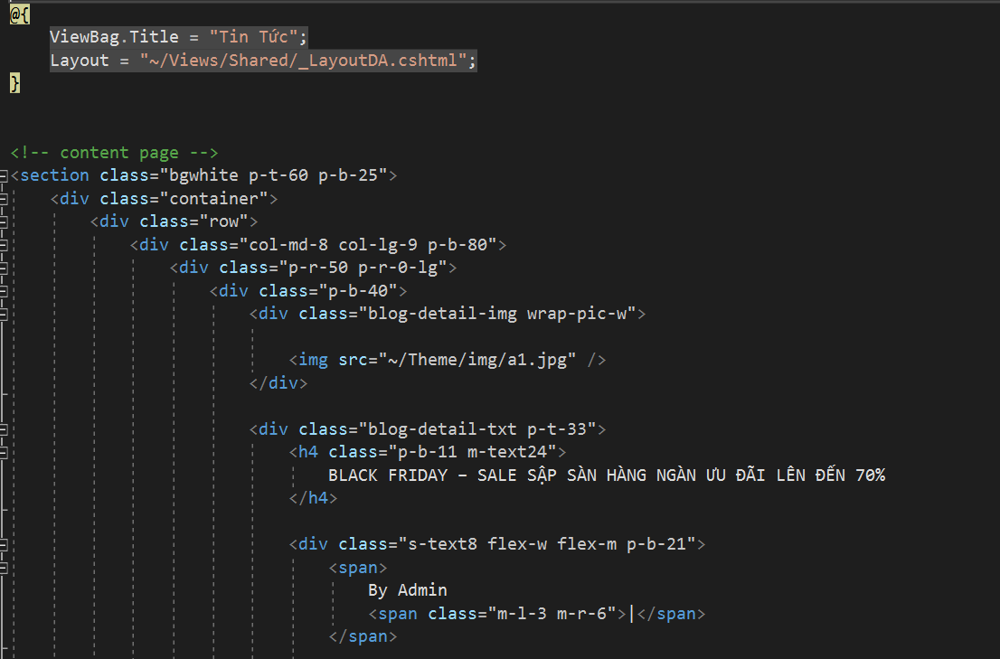 @{
    ViewBag.Title = "Tin Tức";
    Layout = "~/Views/Shared/_LayoutDA.cshtml";
}
<!-- content page -->
<section class="bgwhite p-t-60 p-b-25">
    <div class="container">
        <div class="row">
            <div class="col-md-8 col-lg-9 p-b-80">
                <div class="p-r-50 p-r-0-lg">
                    <div class="p-b-40">
                        <div class="blog-detail-img wrap-pic-w">
                            <img src="~/Theme/img/a1.jpg" />
                        </div>
                        <div class="blog-detail-txt p-t-33">
                            <h4 class="p-b-11 m-text24">
                                BLACK FRIDAY – SALE SẬP SÀN HÀNG NGÀN ƯU ĐÃI LÊN ĐẾN 70%
                            </h4>
                            <div class="s-text8 flex-w flex-m p-b-21">
                                <span>
                                    By Admin
                                    <span class="m-l-3 m-r-6">|</span>
                                </span>